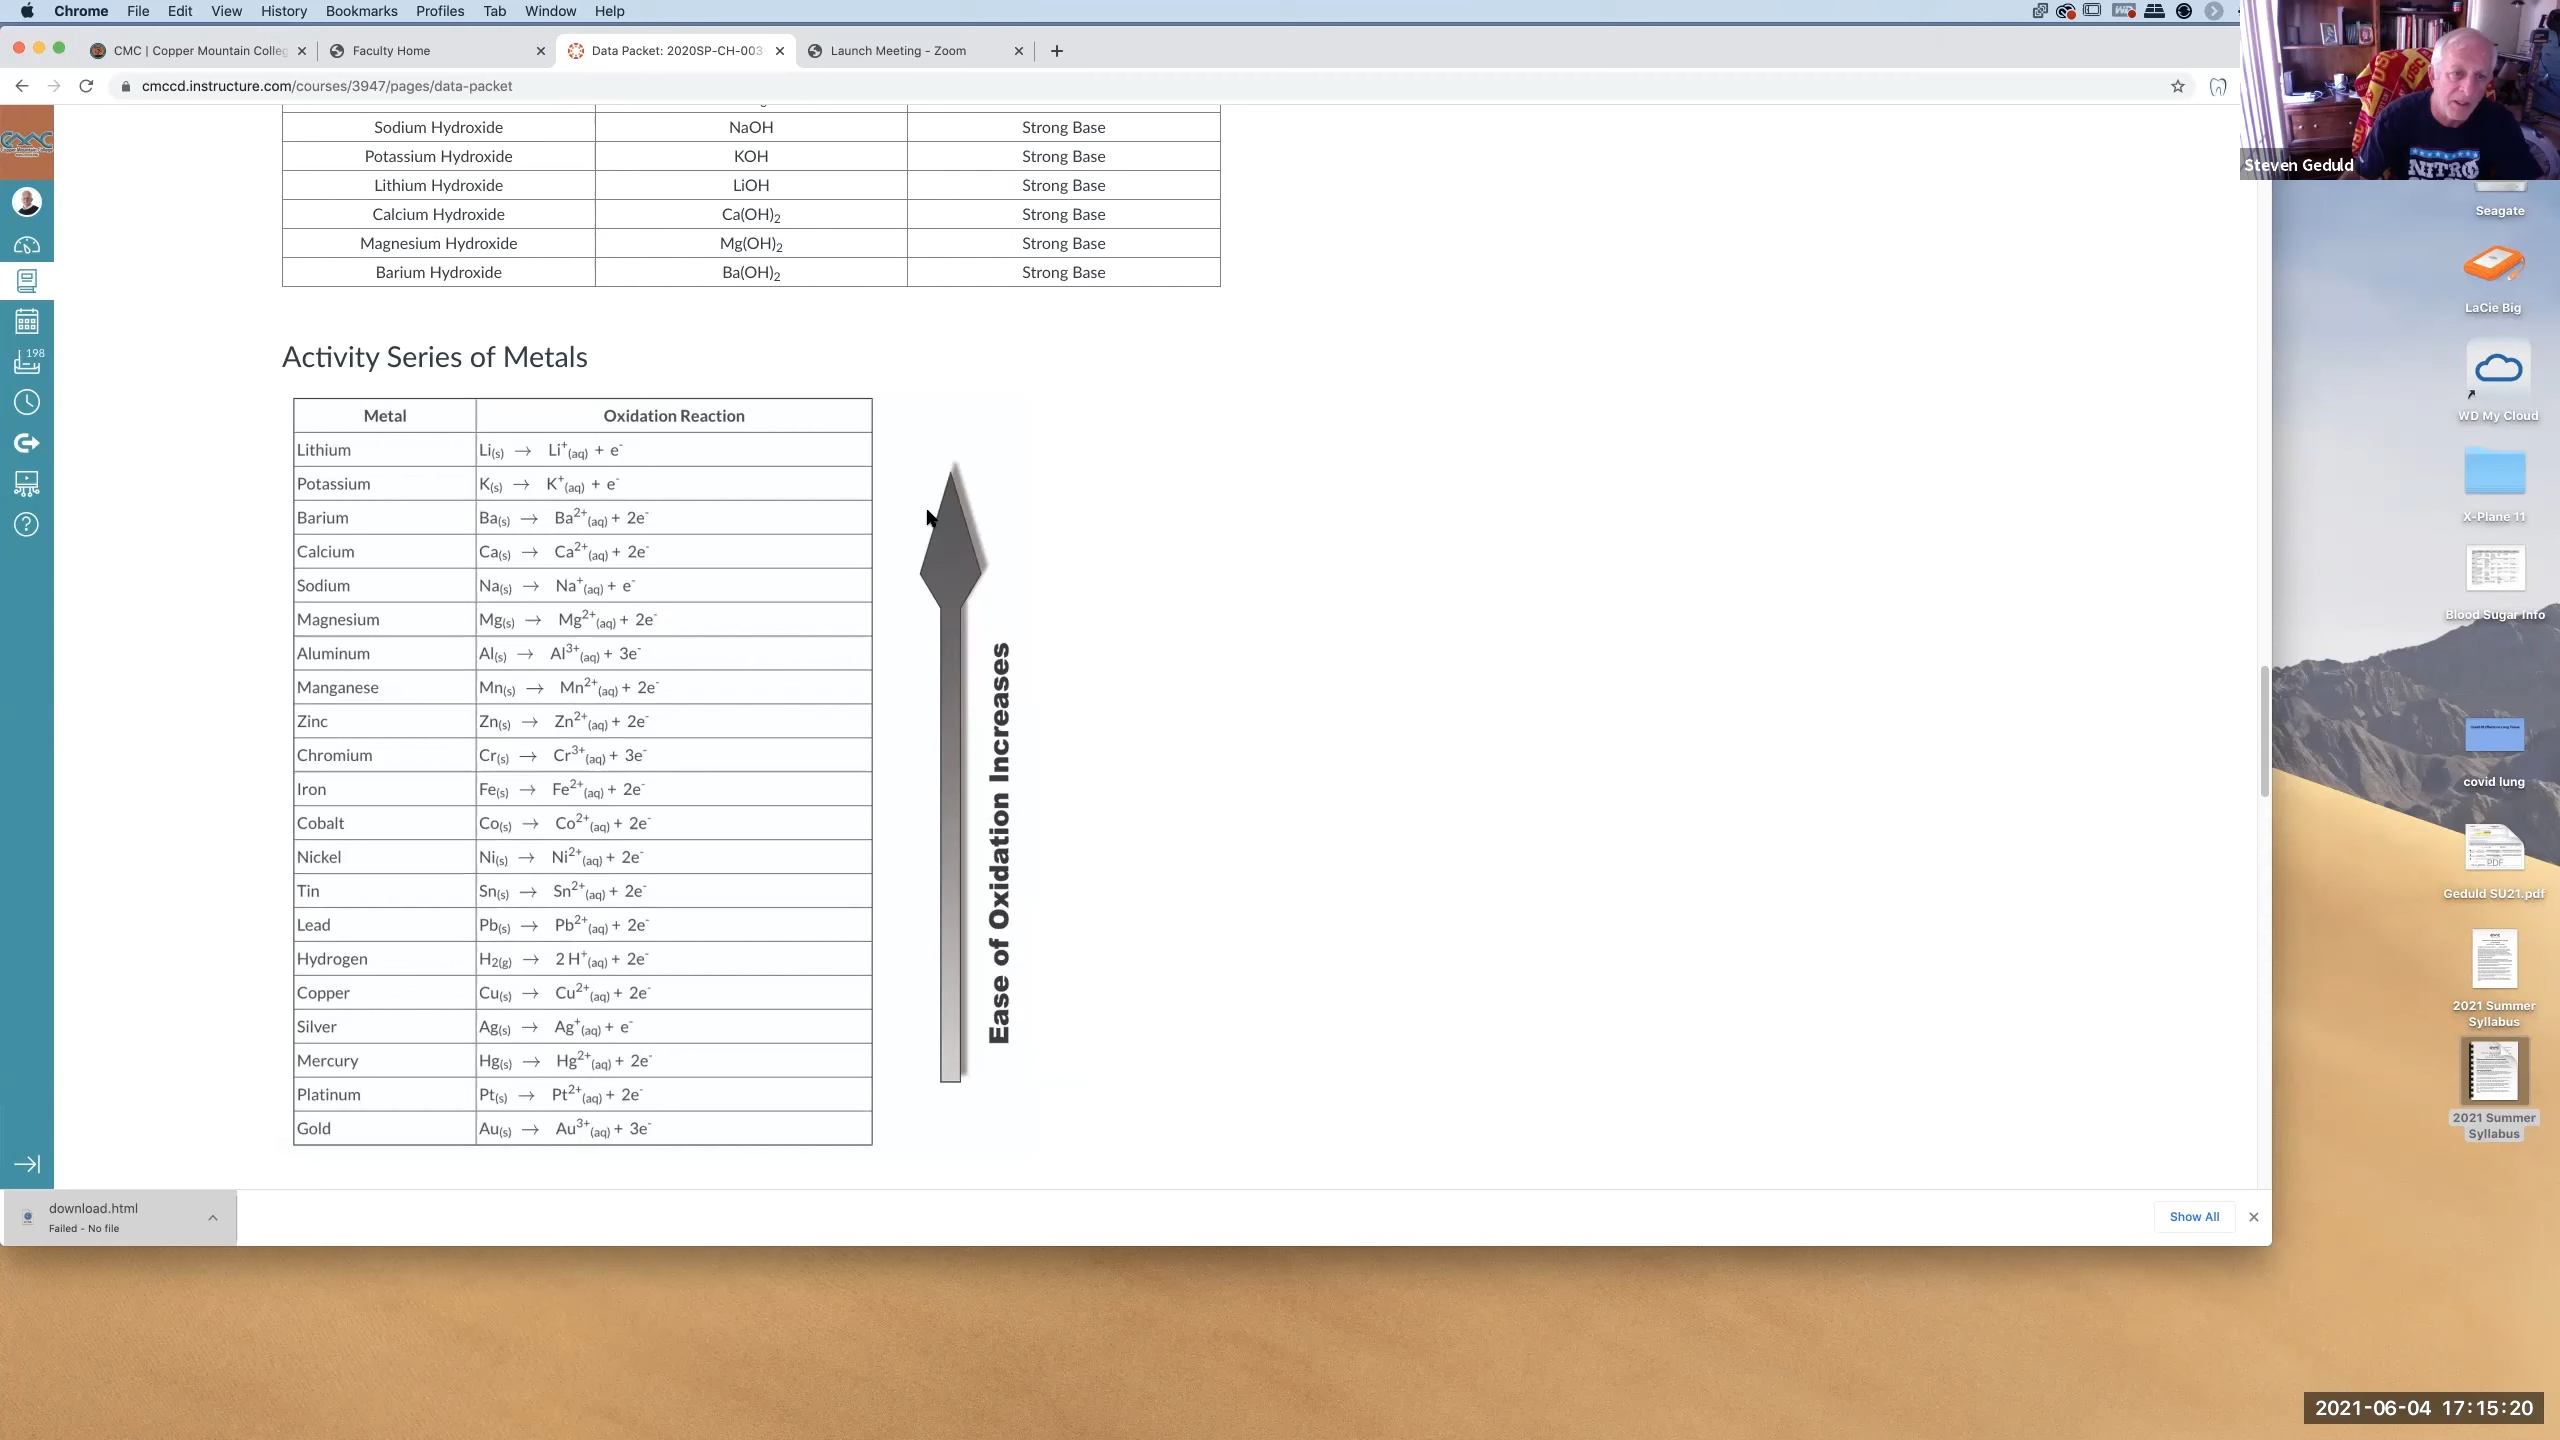 Chrome File Edit View History Bookmarks Profiles Tab Window Help
CMC | Copper Mountain Colleg
Faculty Home
Data Packet: 2020SP-CH-003-
Launch Meeting - Zoom
cmccd.instructure.com/courses/3947/pages/data-packet
Steven Geduld
NITRO
198
Sodium Hydroxide NaOH Strong Base
Potassium Hydroxide KOH Strong Base
Lithium Hydroxide LiOH Strong Base
Calcium Hydroxide Ca(OH)₂ Strong Base
Magnesium Hydroxide Mg(OH)₂ Strong Base
Barium Hydroxide Ba(OH)₂ Strong Base
Activity Series of Metals
Metal Oxidation Reaction
Lithium Li(s) → Li⁺(aq) + e⁻
Potassium K(s) → K⁺(aq) + e⁻
Barium Ba(s) → Ba²⁺(aq) + 2e⁻
Calcium Ca(s) → Ca²⁺(aq) + 2e⁻
Sodium Na(s) → Na⁺(aq) + e⁻
Magnesium Mg(s) → Mg²⁺(aq) + 2e⁻
Aluminum Al(s) → Al³⁺(aq) + 3e⁻
Manganese Mn(s) → Mn²⁺(aq) + 2e⁻
Zinc Zn(s) → Zn²⁺(aq) + 2e⁻
Chromium Cr(s) → Cr³⁺(aq) + 3e⁻
Iron Fe(s) → Fe²⁺(aq) + 2e⁻
Cobalt Co(s) → Co²⁺(aq) + 2e⁻
Nickel Ni(s) → Ni²⁺(aq) + 2e⁻
Tin Sn(s) → Sn²⁺(aq) + 2e⁻
Lead Pb(s) → Pb²⁺(aq) + 2e⁻
Hydrogen H₂(g) → 2 H⁺(aq) + 2e⁻
Copper Cu(s) → Cu²⁺(aq) + 2e⁻
Silver Ag(s) → Ag⁺(aq) + e⁻
Mercury Hg(s) → Hg²⁺(aq) + 2e⁻
Platinum Pt(s) → Pt²⁺(aq) + 2e⁻
Gold Au(s) → Au³⁺(aq) + 3e⁻
Ease of Oxidation Increases
Seagate
LaCie Big
WD My Cloud
X-Plane 11
Blood Sugar Info
covid lung
PDF
Geduld SU21.pdf
2021 Summer
Syllabus
2021 Summer
Syllabus
download.html
Failed - No file
Show All
2021-06-04 17:15:20